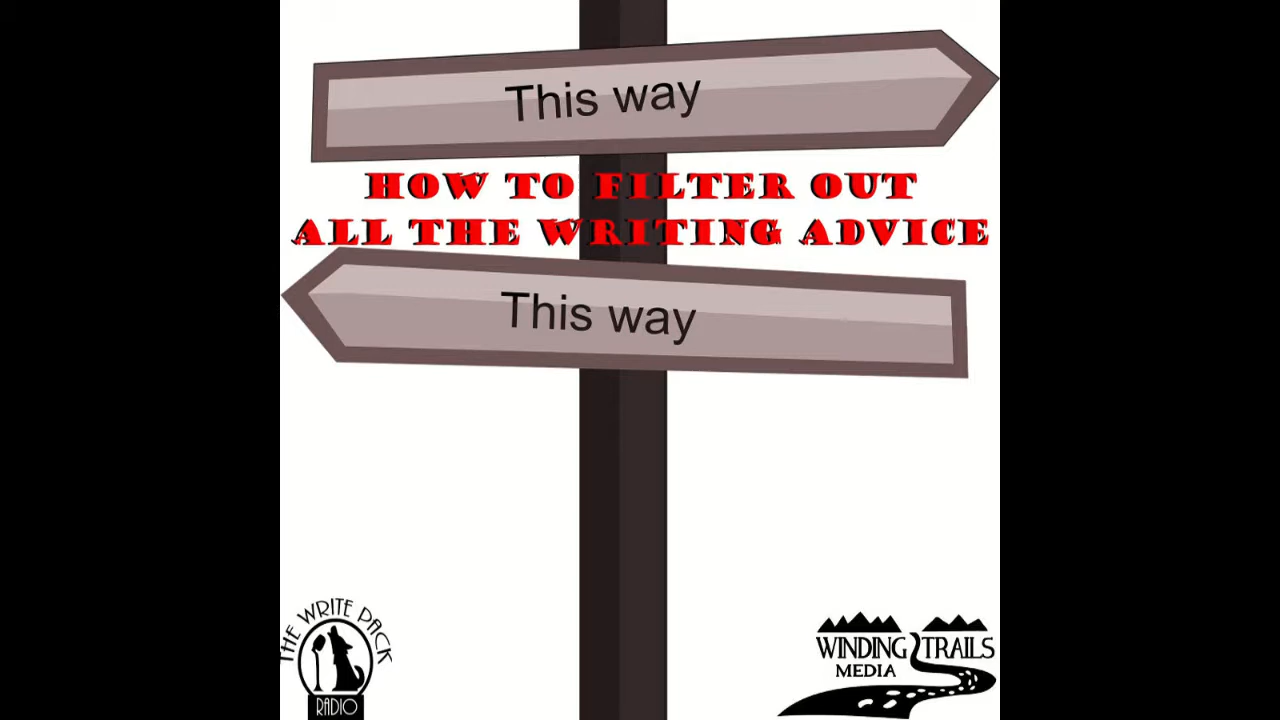 This way
HOW TO FILTER OUT
ALL THE WRITING ADVICE
This way
THE WRITE PACK
RADIO
WINDING TRAILS
MEDIA